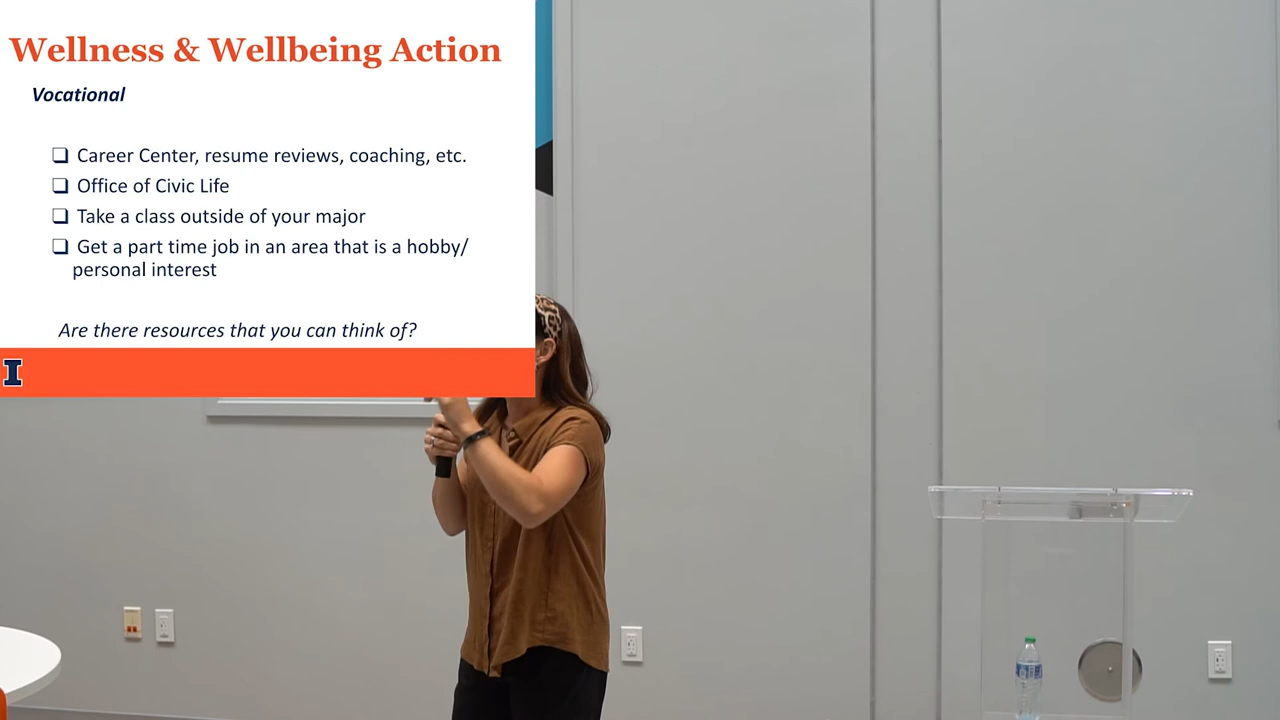 Wellness & Wellbeing Action
Vocational
❑ Career Center, resume reviews, coaching, etc.
❑ Office of Civic Life
❑ Take a class outside of your major
❑ Get a part time job in an area that is a hobby/
personal interest
Are there resources that you can think of?
I